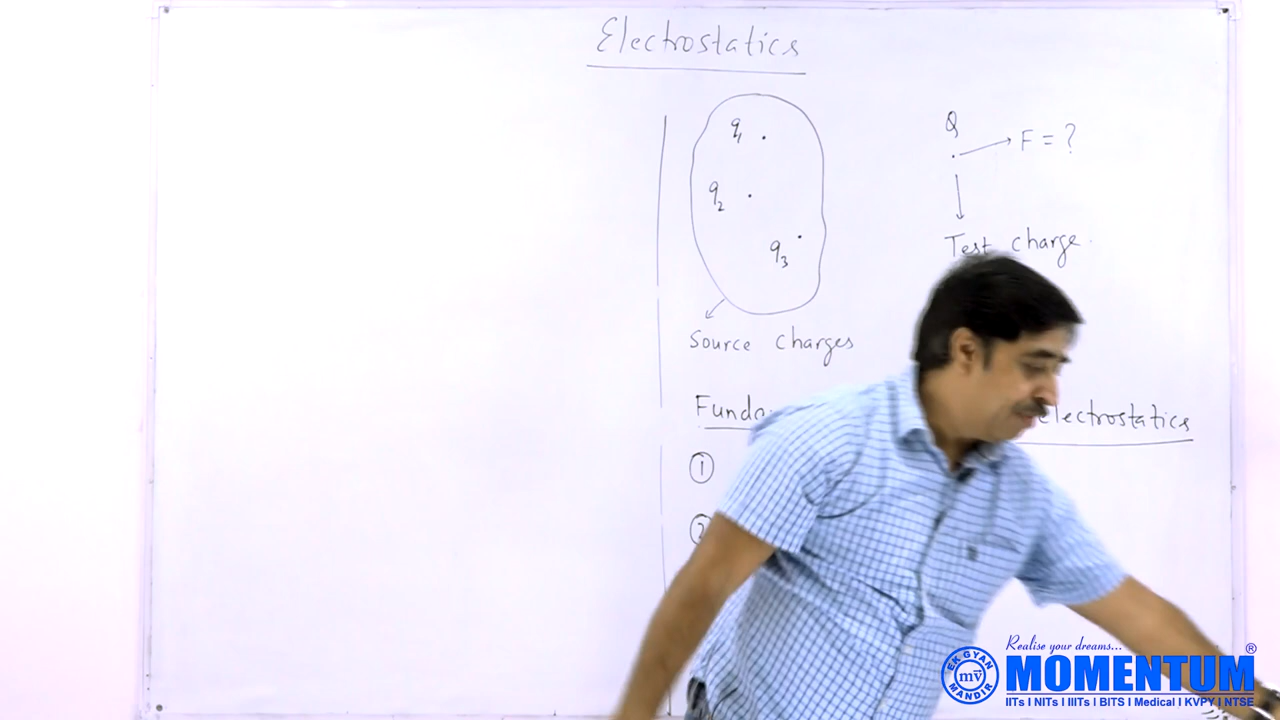 Electrostatics
q1
q2
q3
Q
F = ?
Test charge
Source charges
electrostatics
①
②
Realise your dreams...
EK GYAN MANDIR
mv
MOMENTUM ®
IITs I NITs I IIITs I BITS I Medical I KVPY I NTSE